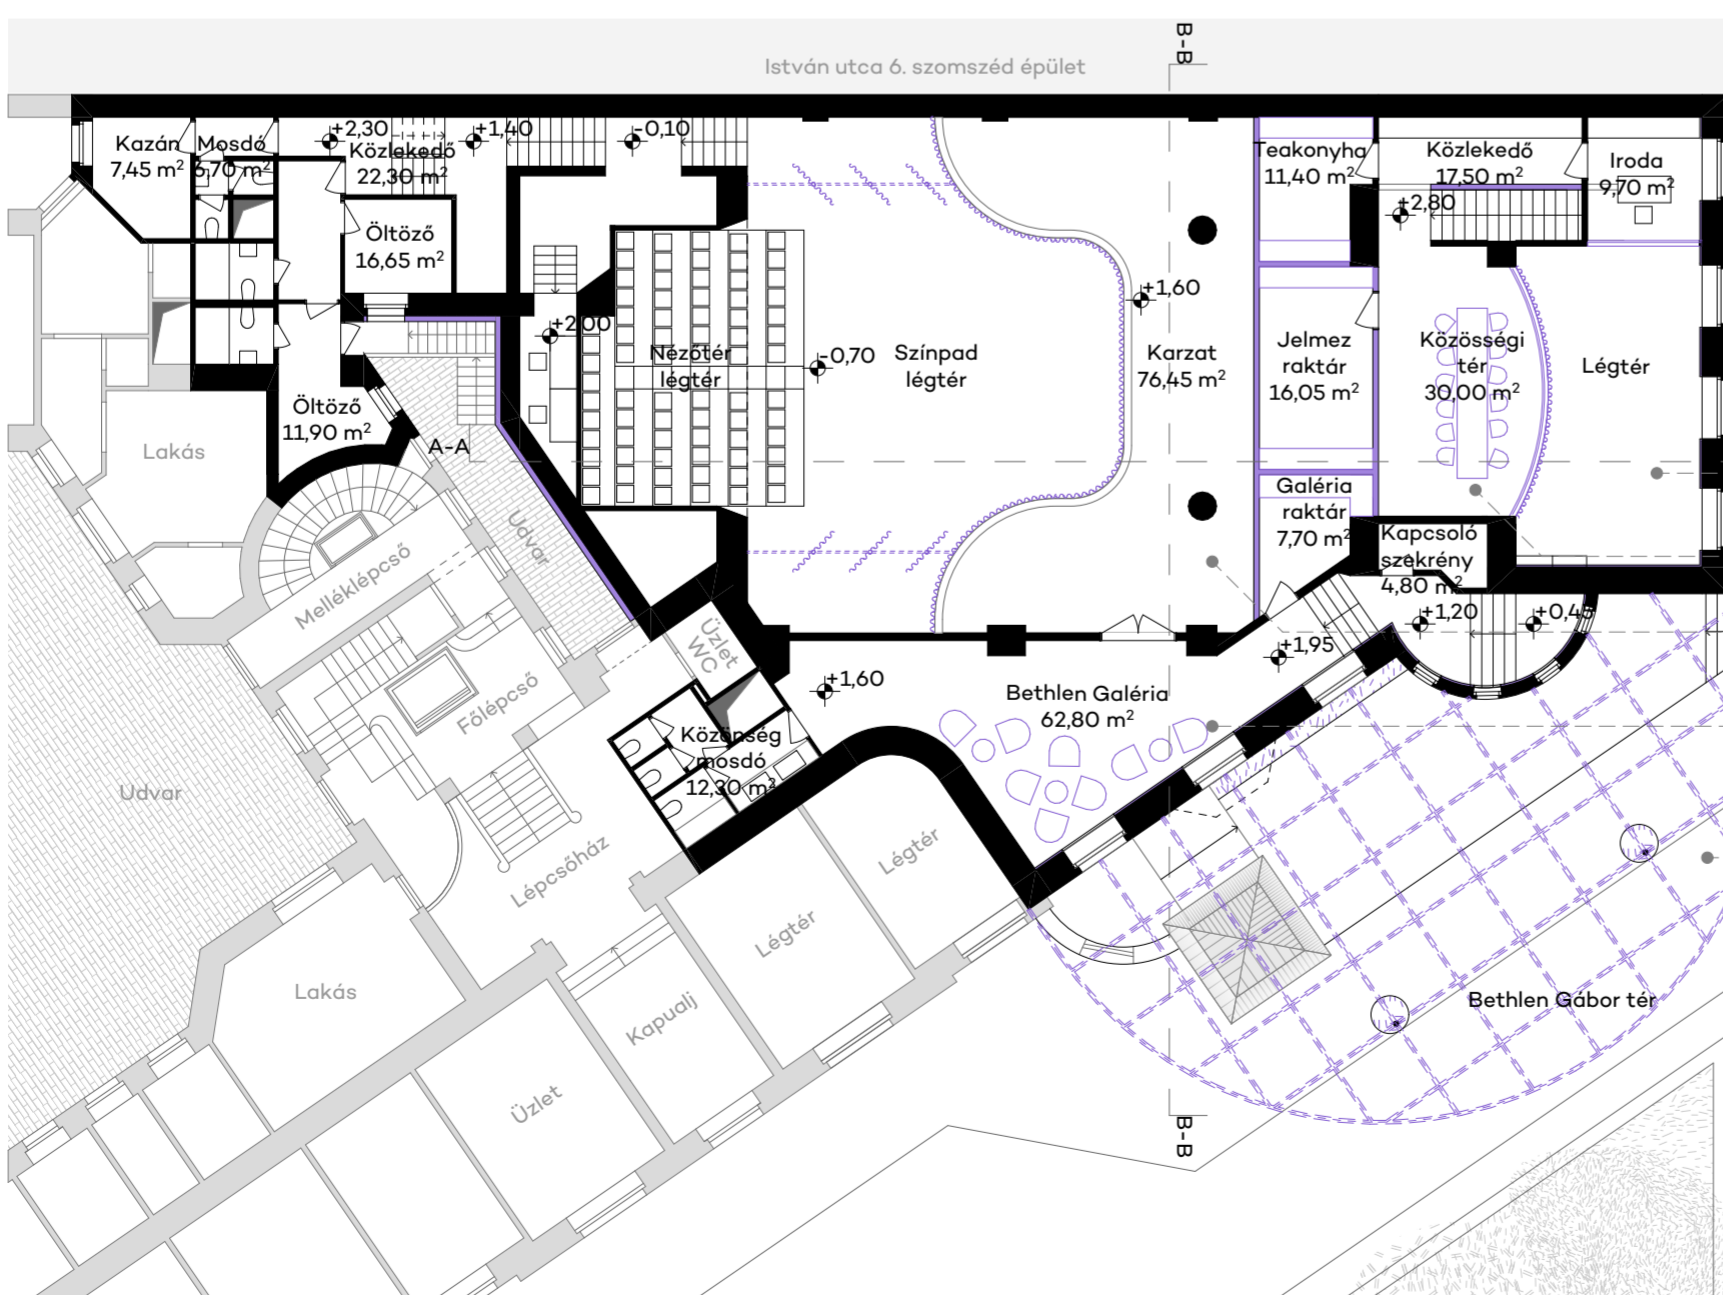 B-B
István utca 6. szomszéd épület
+2,30
+1,40
-0,10
Kazán
7,45 m²
Mosdó
6,70 m²
Közlekedő
22,30 m²
Teakonyha
11,40 m²
Közlekedő
17,50 m²
Iroda
9,70 m²
+2,80
Öltöző
16,65 m²
+1,60
+2,00
Nézőtér
légtér
-0,70
Színpad
légtér
Karzat
76,45 m²
Jelmez
raktár
16,05 m²
Közösségi
tér
30,00 m²
Légtér
Öltöző
11,90 m²
A-A
Lakás
Udvar
Galéria
raktár
7,70 m²
Kapcsoló
szekrény
4,80 m²
+1,20
+0,45
Melléklépcső
Üzlet
WC
+1,95
+1,60
Bethlen Galéria
62,80 m²
Főlépcső
Közönség
mosdó
12,30 m²
Udvar
Lépcsőház
Légtér
Légtér
Lakás
Kapualj
Bethlen Gábor tér
Üzlet
B-B